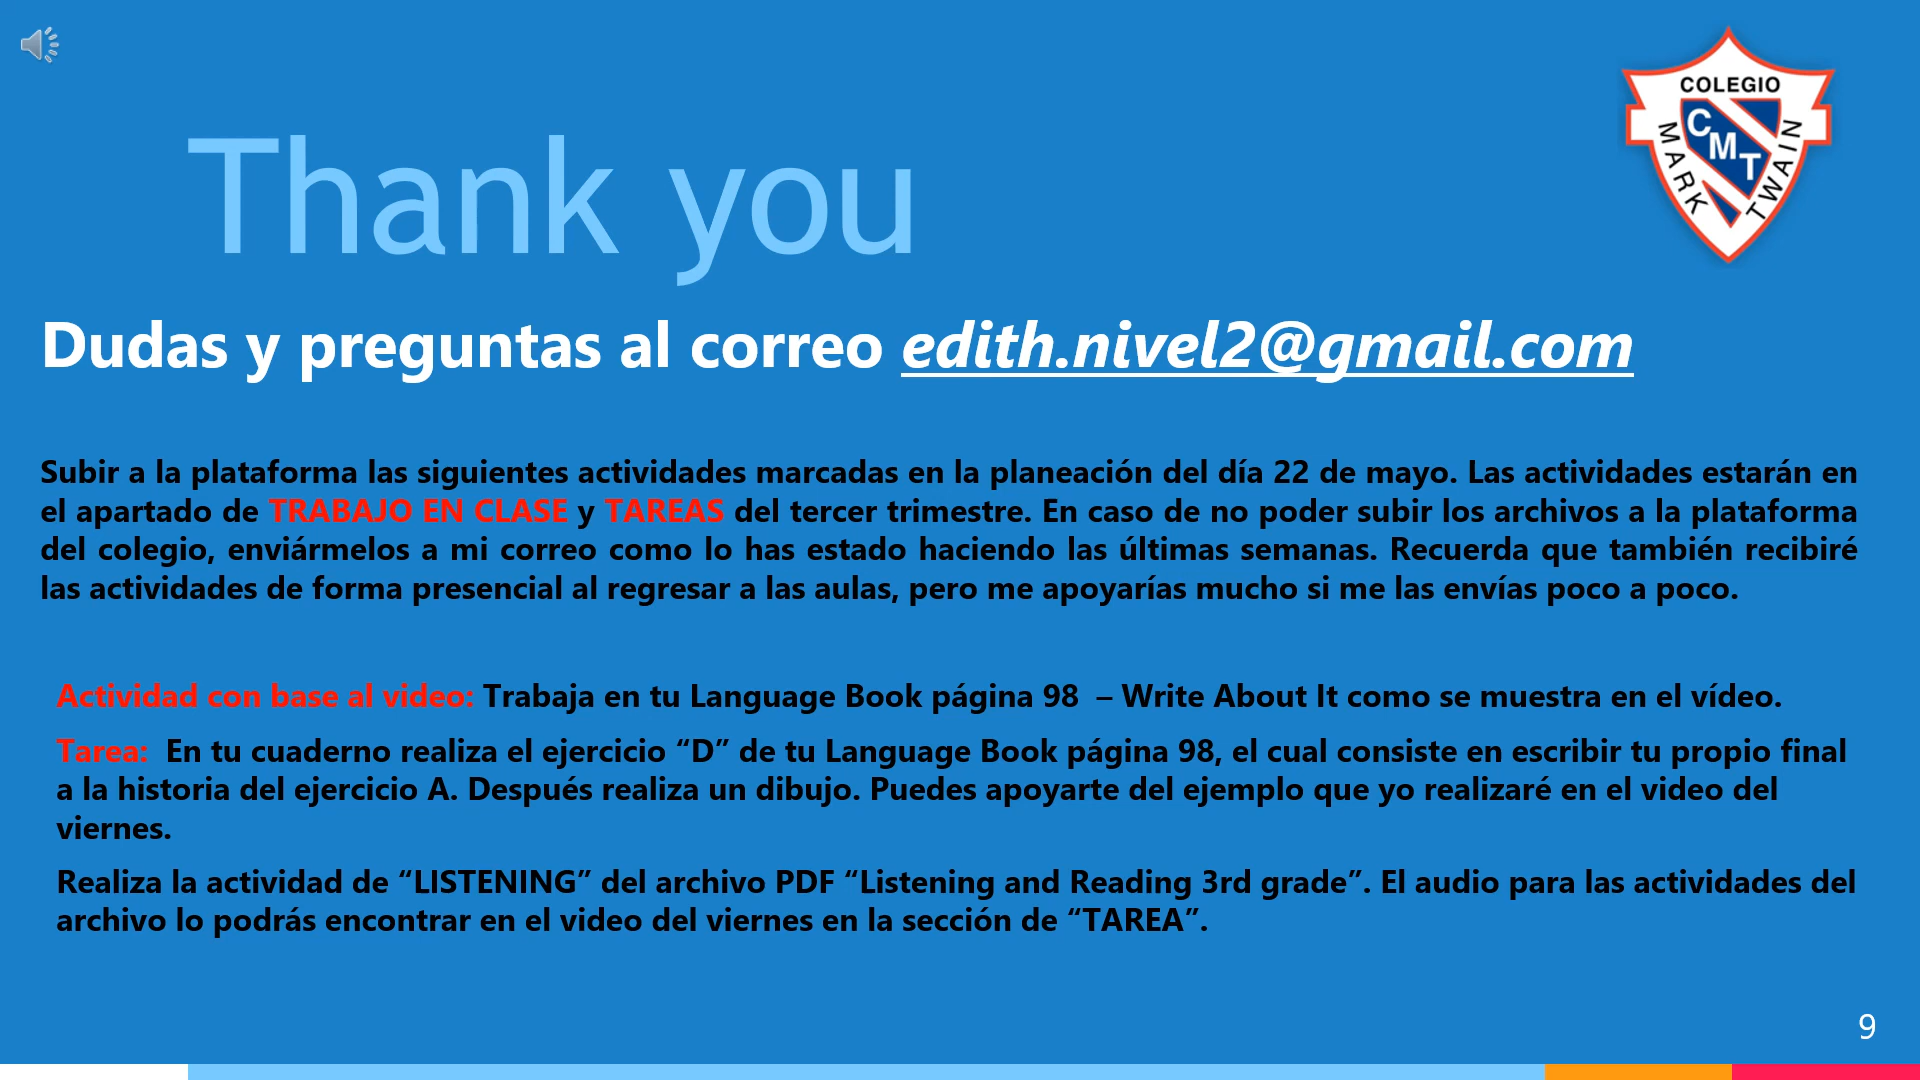 COLEGIO
MARK
CMT
TWAIN
Thank you
Dudas y preguntas al correo edith.nivel2@gmail.com
Subir a la plataforma las siguientes actividades marcadas en la planeación del día 22 de mayo. Las actividades estarán en
el apartado de TRABAJO EN CLASE y TAREAS del tercer trimestre. En caso de no poder subir los archivos a la plataforma
del colegio, enviármelos a mi correo como lo has estado haciendo las últimas semanas. Recuerda que también recibiré
las actividades de forma presencial al regresar a las aulas, pero me apoyarías mucho si me las envías poco a poco.
Actividad con base al video: Trabaja en tu Language Book página 98 – Write About It como se muestra en el vídeo.
Tarea: En tu cuaderno realiza el ejercicio “D” de tu Language Book página 98, el cual consiste en escribir tu propio final
a la historia del ejercicio A. Después realiza un dibujo. Puedes apoyarte del ejemplo que yo realizaré en el video del
viernes.
Realiza la actividad de “LISTENING” del archivo PDF “Listening and Reading 3rd grade”. El audio para las actividades del
archivo lo podrás encontrar en el video del viernes en la sección de “TAREA”.
9